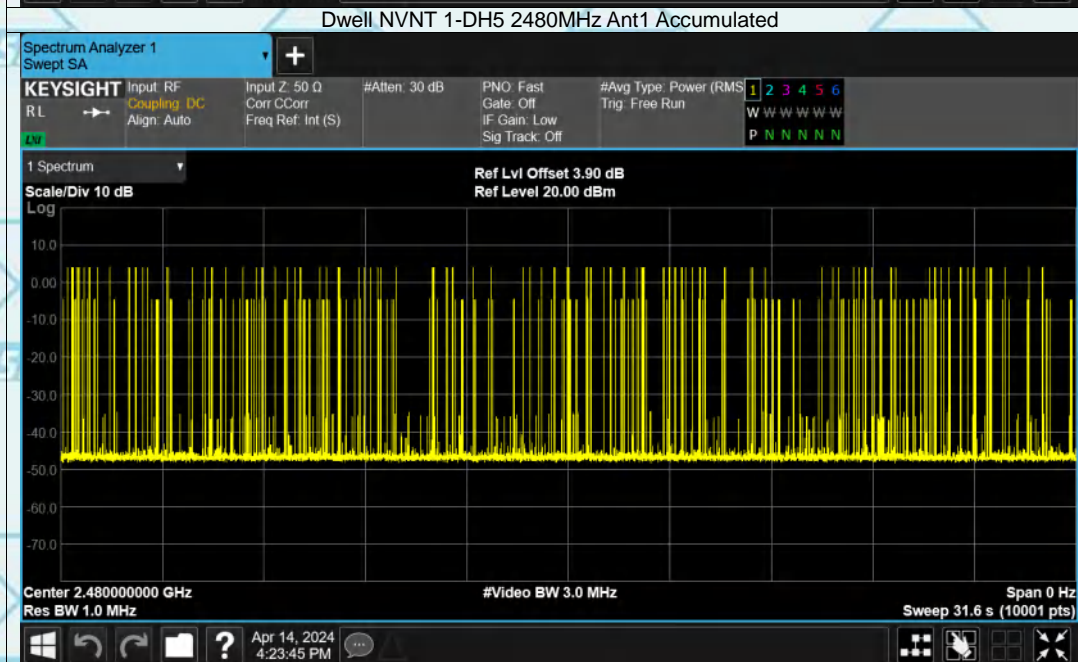 Dwell NVNT 1-DH5 2480MHz Ant1 Accumulated
Spectrum Analyzer 1
Swept SA
+
KEYSIGHT Input: RF Input Z: 50 Ω #Atten: 30 dB PNO: Fast #Avg Type: Power (RMS 1 2 3 4 5 6
RL Coupling: DC Corr CCorr Gate: Off Trig: Free Run W W W W W W
Align: Auto Freq Ref: Int (S) IF Gain: Low
LXI Sig Track: Off P N N N N N
1 Spectrum
Ref Lvl Offset 3.90 dB
Scale/Div 10 dB Ref Level 20.00 dBm
Log
10.0
0.00
-10.0
-20.0
-30.0
-40.0
-50.0
-60.0
-70.0
Center 2.480000000 GHz #Video BW 3.0 MHz Span 0 Hz
Res BW 1.0 MHz Sweep 31.6 s (10001 pts)
? Apr 14, 2024
4:23:45 PM